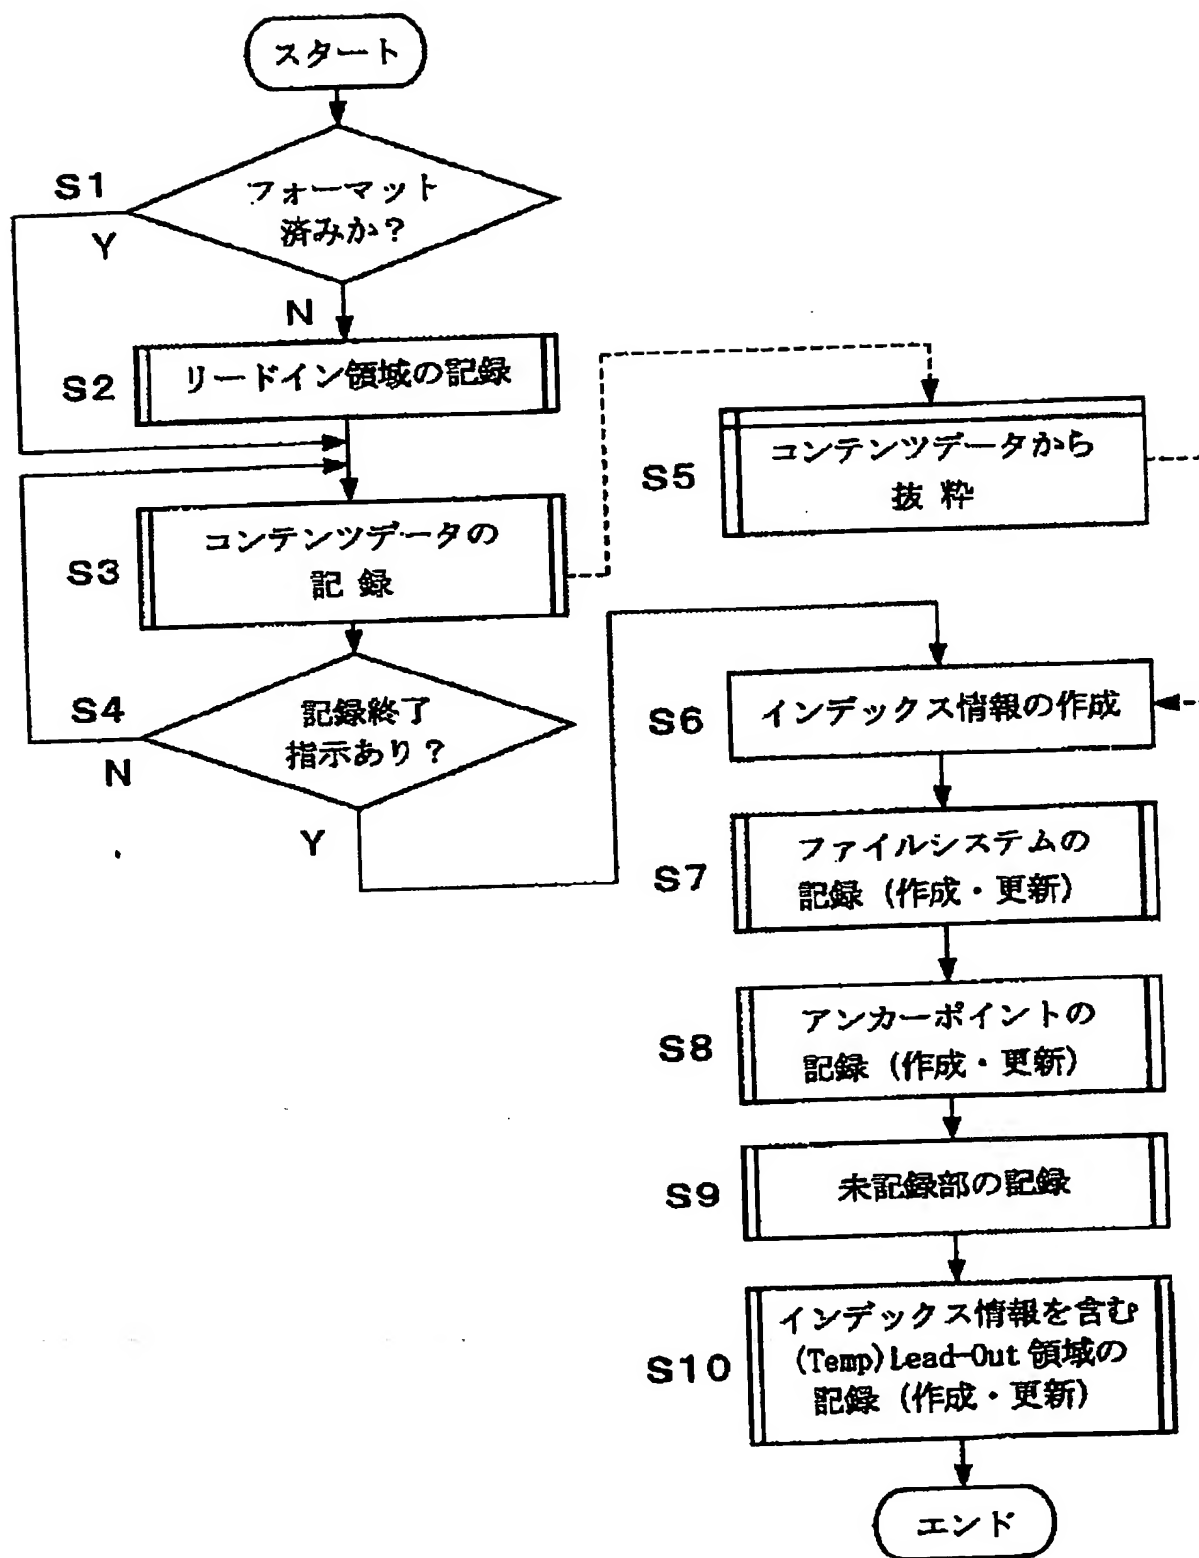 スタート
S1
フォーマット
済みか？
Y
N
S2
リードイン領域の記録
S3
コンテンツデータの
記 録
S4
記録終了
指示あり？
N
Y
S5
コンテンツデータから
抜 粋
S6
インデックス情報の作成
S7
ファイルシステムの
記録（作成・更新）
S8
アンカーポイントの
記録（作成・更新）
S9
未記録部の記録
S10
インデックス情報を含む
(Temp)Lead-Out 領域の
記録（作成・更新）
エンド